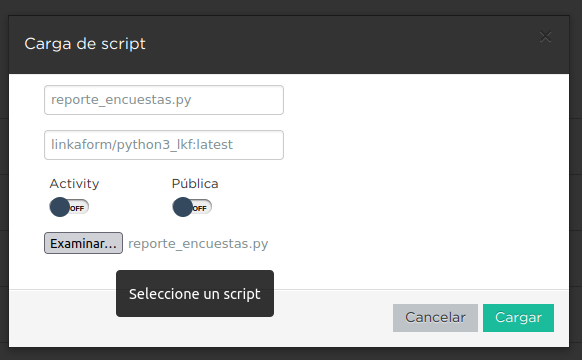 Carga de script
×
reporte_encuestas.py
linkaform/python3_lkf:latest
Activity Pública
OFF OFF
Examinar... reporte_encuestas.py
Seleccione un script
Cancelar Cargar